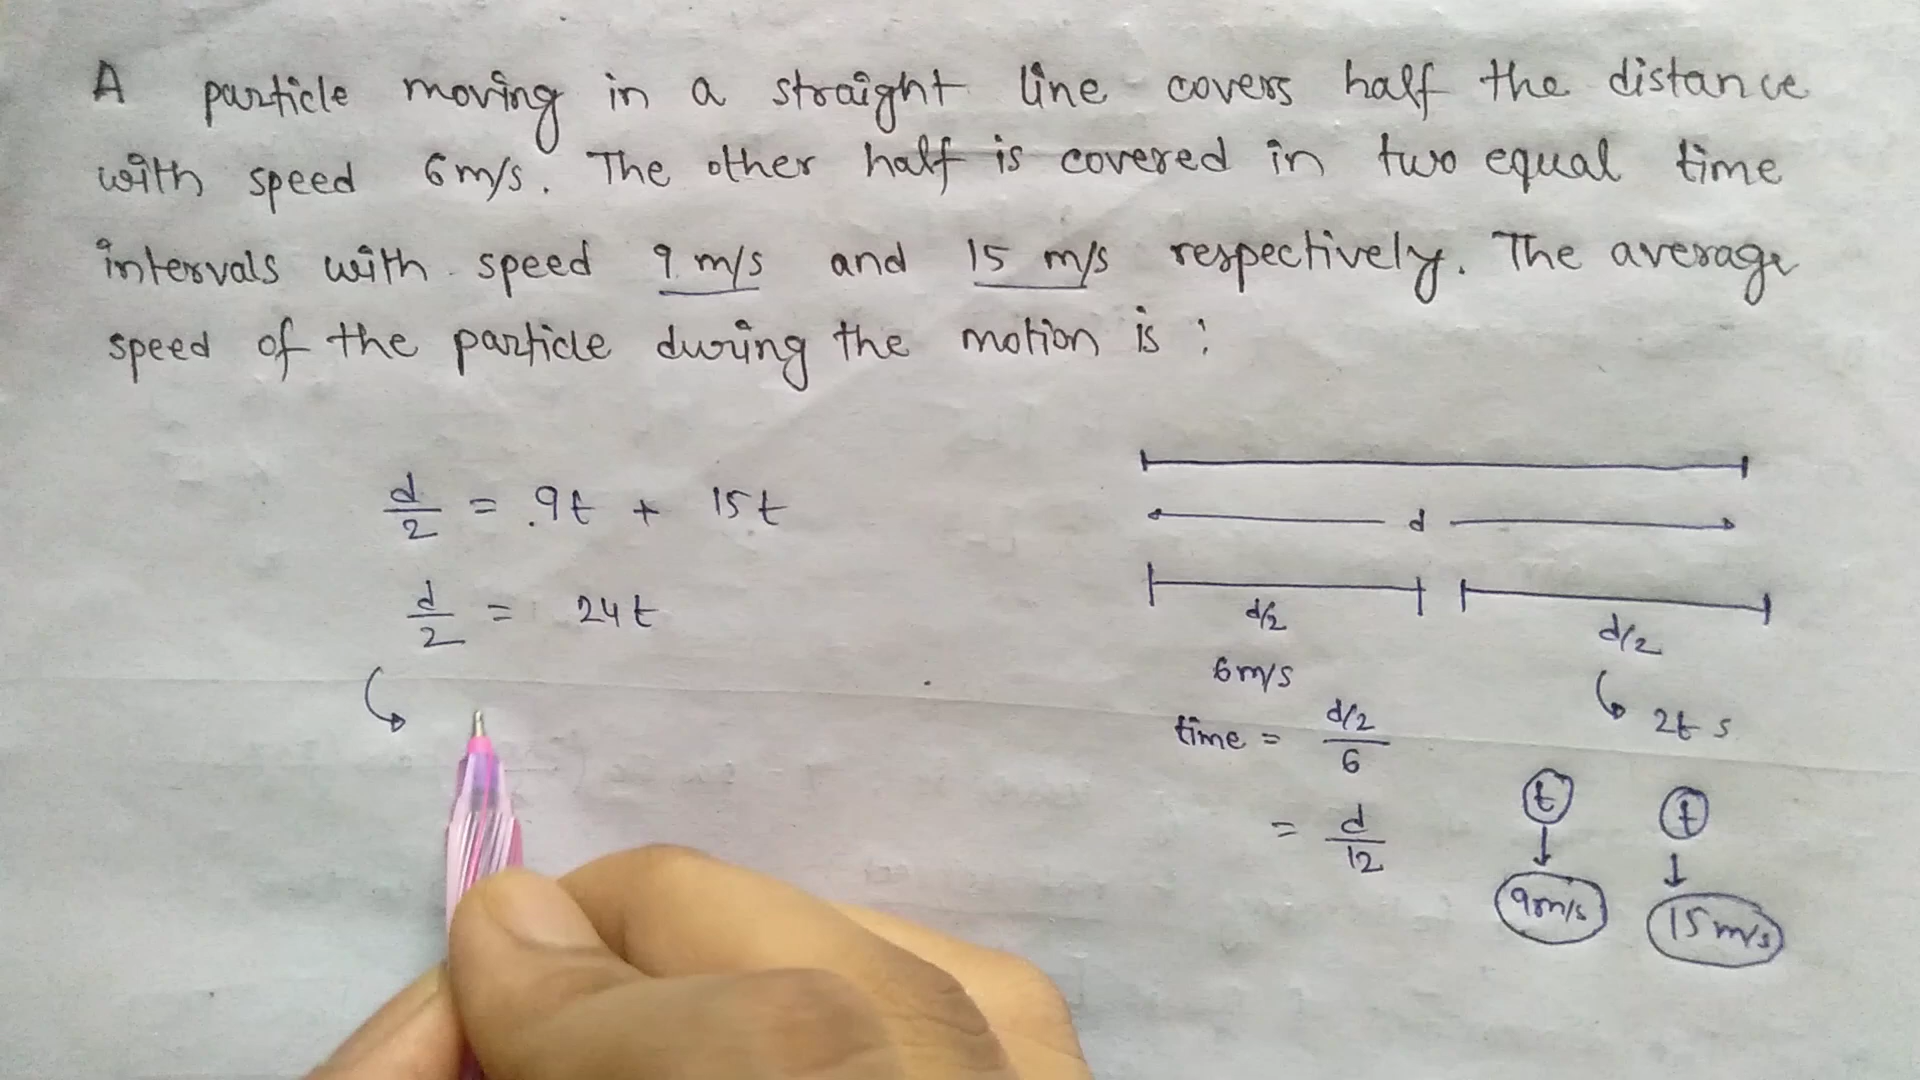 A particle moving in a straight line covers half the distance
with speed 6 m/s. The other half is covered in two equal time
intervals with speed 9 m/s and 15 m/s respectively. The average
speed of the particle during the motion is :
d/2 = 9t + 15t
d/2 = 24t
d
d/2
d/2
6m/s
2t s
time = d/2 / 6
= d/12
t
t
9m/s
15 m/s